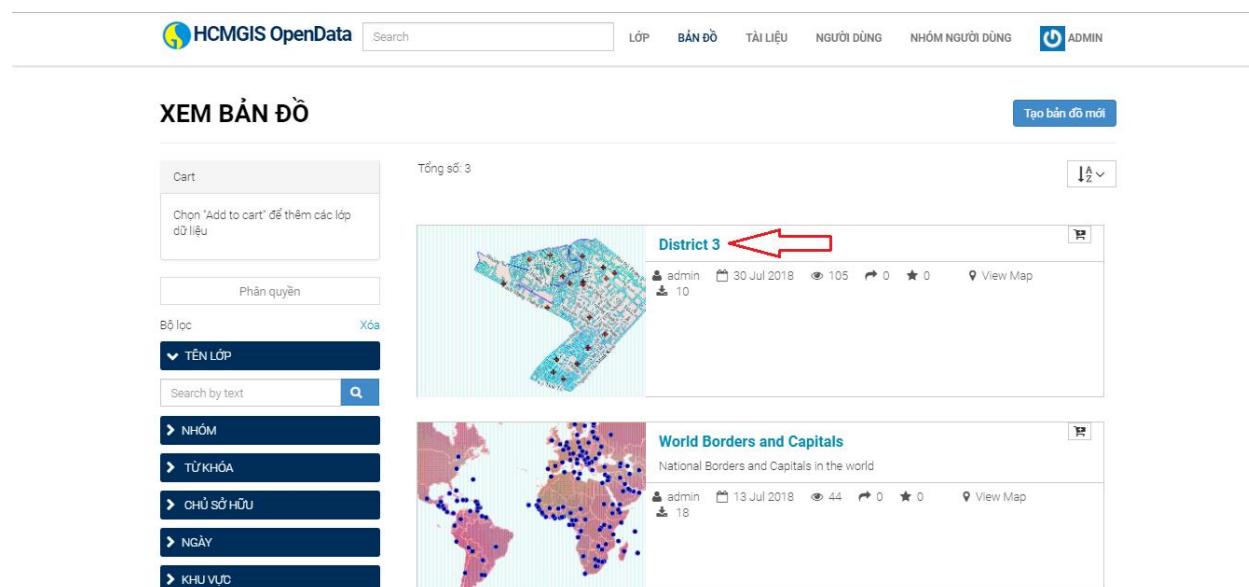 HCMGIS OpenData
Search
LỚP BẢN ĐỒ TÀI LIỆU NGƯỜI DÙNG NHÓM NGƯỜI DÙNG ADMIN
XEM BẢN ĐỒ
Tạo bản đồ mới
Cart
Chọn "Add to cart" để thêm các lớp
dữ liệu
Phân quyền
Bộ lọc Xóa
TÊN LỚP
Search by text
NHÓM
TỪ KHÓA
CHỦ SỞ HỮU
NGÀY
KHU VỰC
Tổng số: 3
District 3
admin 30 Jul 2018 105 0 0 View Map
10
World Borders and Capitals
National Borders and Capitals in the world
admin 13 Jul 2018 44 0 0 View Map
18